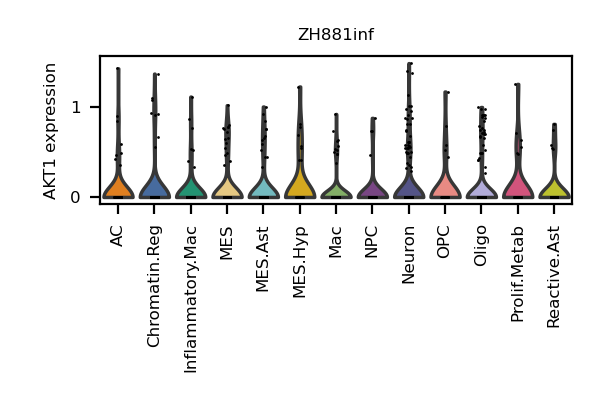 ZH881inf
AKT1 expression
1
0
AC
Chromatin.Reg
Inflammatory.Mac
MES
MES.Ast
MES.Hyp
Mac
NPC
Neuron
OPC
Oligo
Prolif.Metab
Reactive.Ast